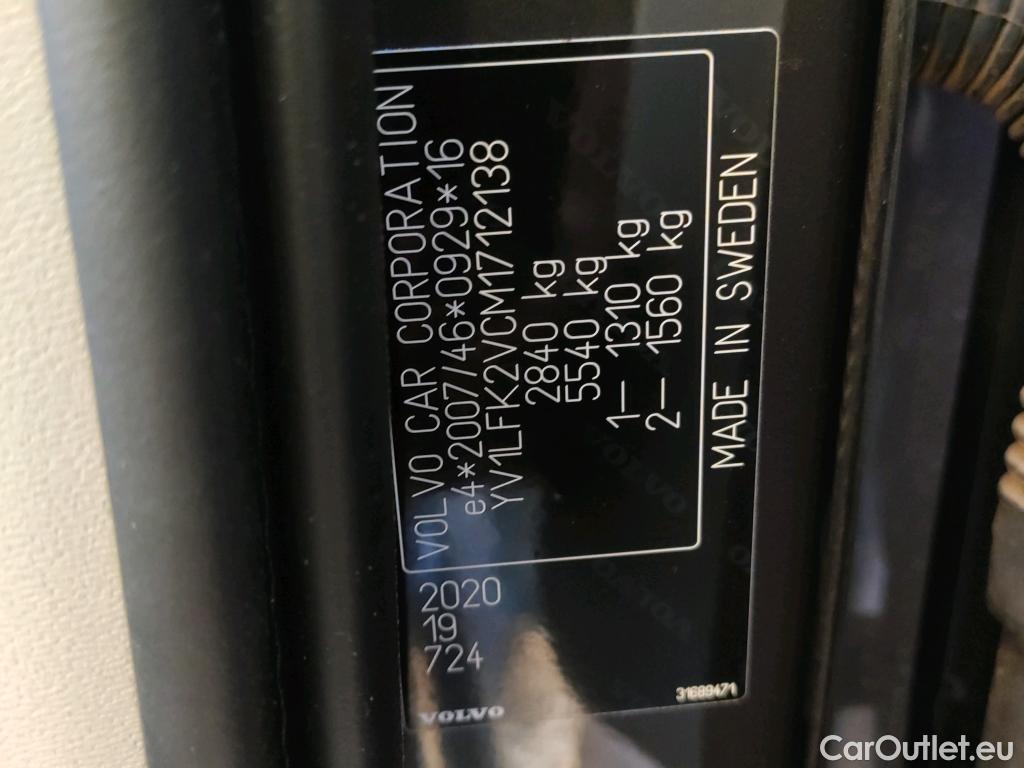 VOLVO CAR CORPORATION
e4*2007/46*0929*16
YV1LFK2VCM1712138
2840 kg
5540 kg
1— 1310 kg
2— 1560 kg
MADE IN SWEDEN
2020
19
724
VOLVO
31689471
CarOutlet.eu